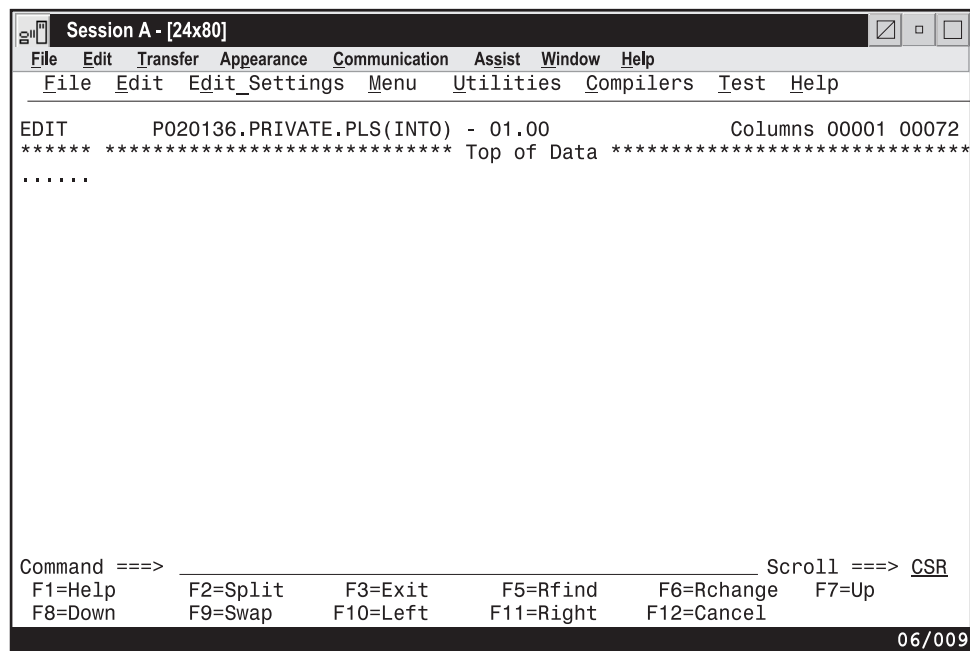 Session A - [24x80]
File Edit Transfer Appearance Communication Assist Window Help
File Edit Edit_Settings Menu Utilities Compilers Test Help
EDIT PO20136.PRIVATE.PLS(INTO) - 01.00 Columns 00001 00072
****** ***************************** Top of Data ******************************
......
Command ===> Scroll ===> CSR
F1=Help F2=Split F3=Exit F5=Rfind F6=Rchange F7=Up
F8=Down F9=Swap F10=Left F11=Right F12=Cancel
06/009